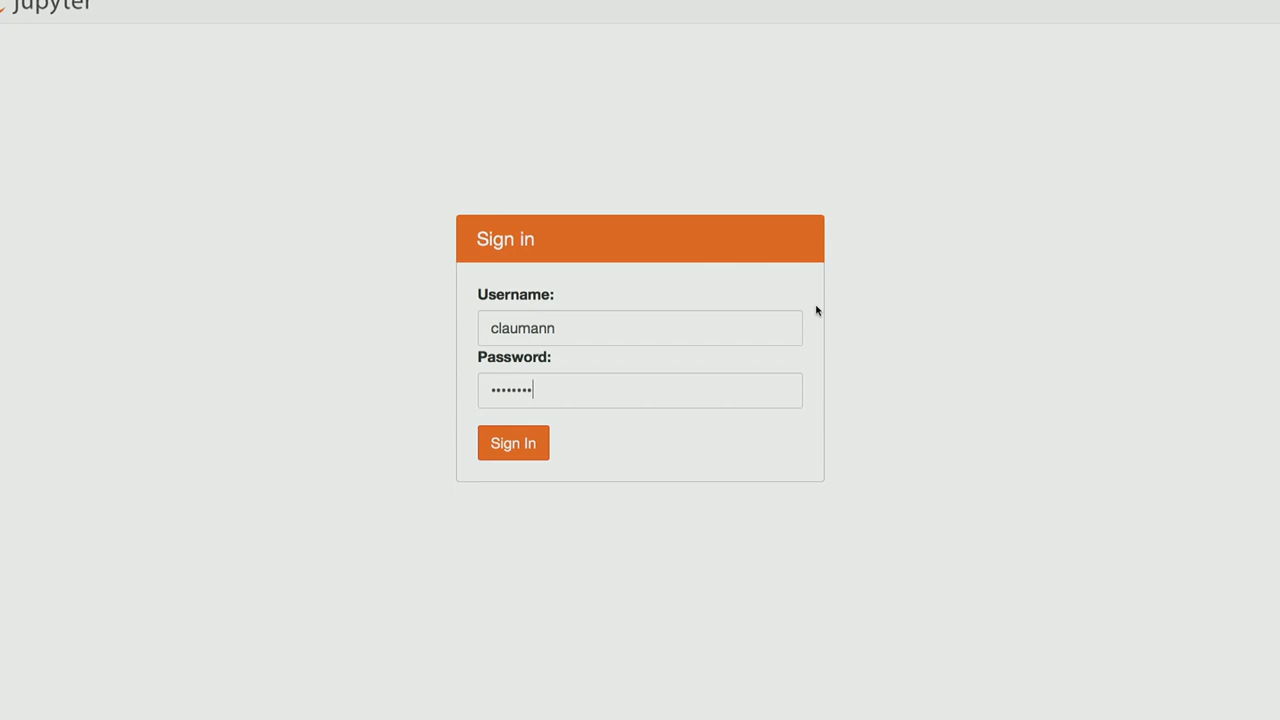 jupyter
Sign in
Username:
claumann
Password:
••••••••
Sign In